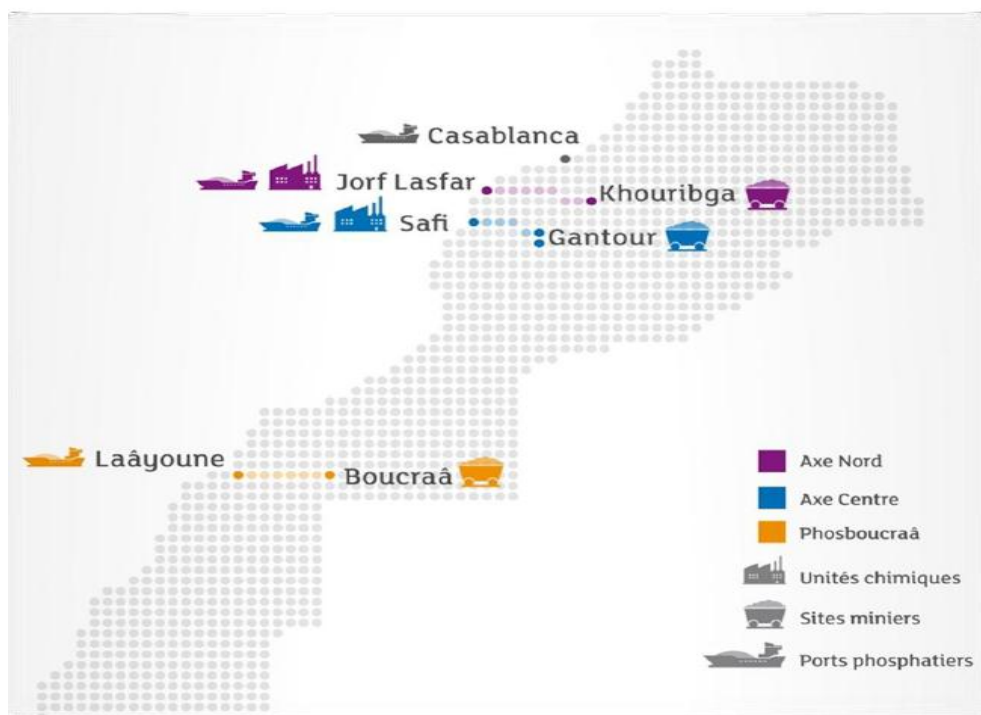 Casablanca
Jorf Lasfar
Khouribga
Safi
Gantour
Laâyoune
Boucraâ
Axe Nord
Axe Centre
Phosboucraâ
Unités chimiques
Sites miniers
Ports phosphatiers